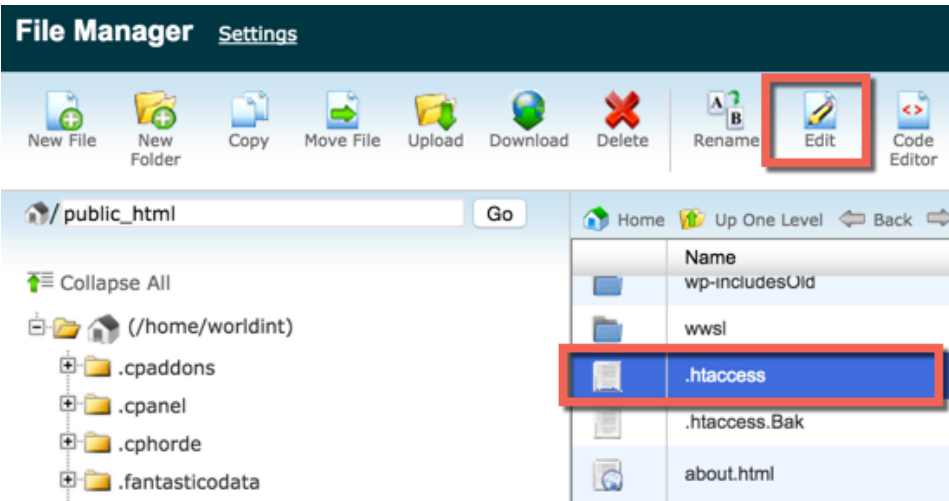 File Manager Settings
New File
New Folder
Copy
Move File
Upload
Download
Delete
Rename
Edit
Code Editor
/ public_html Go
Collapse All
(/home/worldint)
.cpaddons
.cpanel
.cphorde
.fantasticodata
Home Up One Level Back
Name
wp-includesOld
wwsl
.htaccess
.htaccess.Bak
about.html